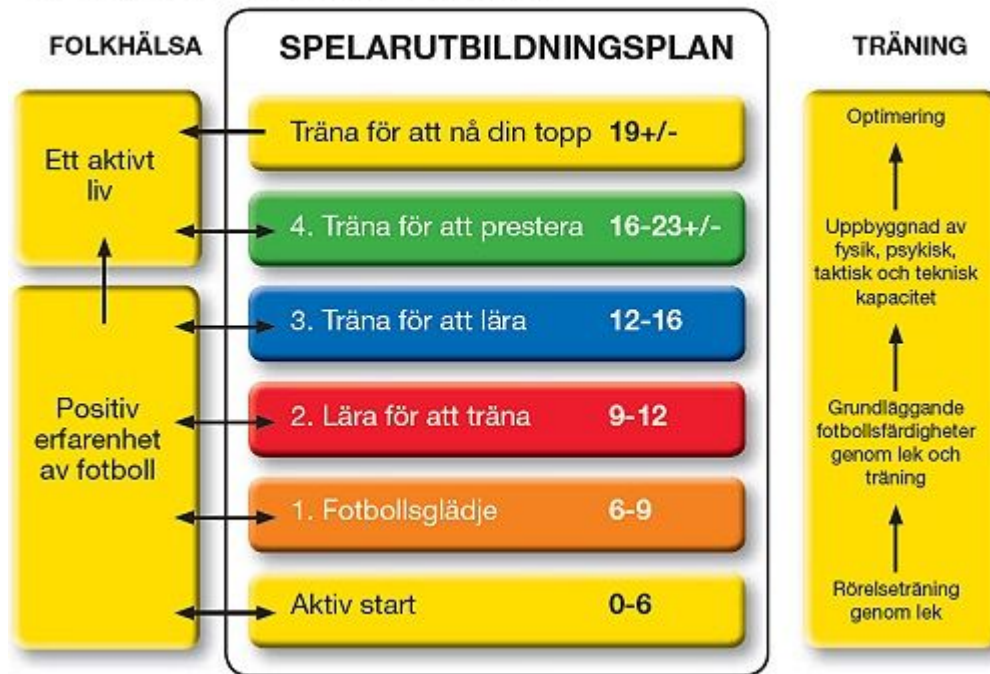 FOLKHÄLSA
Ett aktivt
liv
Positiv
erfarenhet
av fotboll
SPELARUTBILDNINGSPLAN
Träna för att nå din topp 19+/-
4. Träna för att prestera 16-23+/-
3. Träna för att lära 12-16
2. Lära för att träna 9-12
1. Fotbollsglädje 6-9
Aktiv start 0-6
TRÄNING
Optimering
Uppbyggnad av
fysik, psykisk,
taktisk och teknisk
kapacitet
Grundläggande
fotbollsfärdigheter
genom lek och
träning
Rörelseträning
genom lek